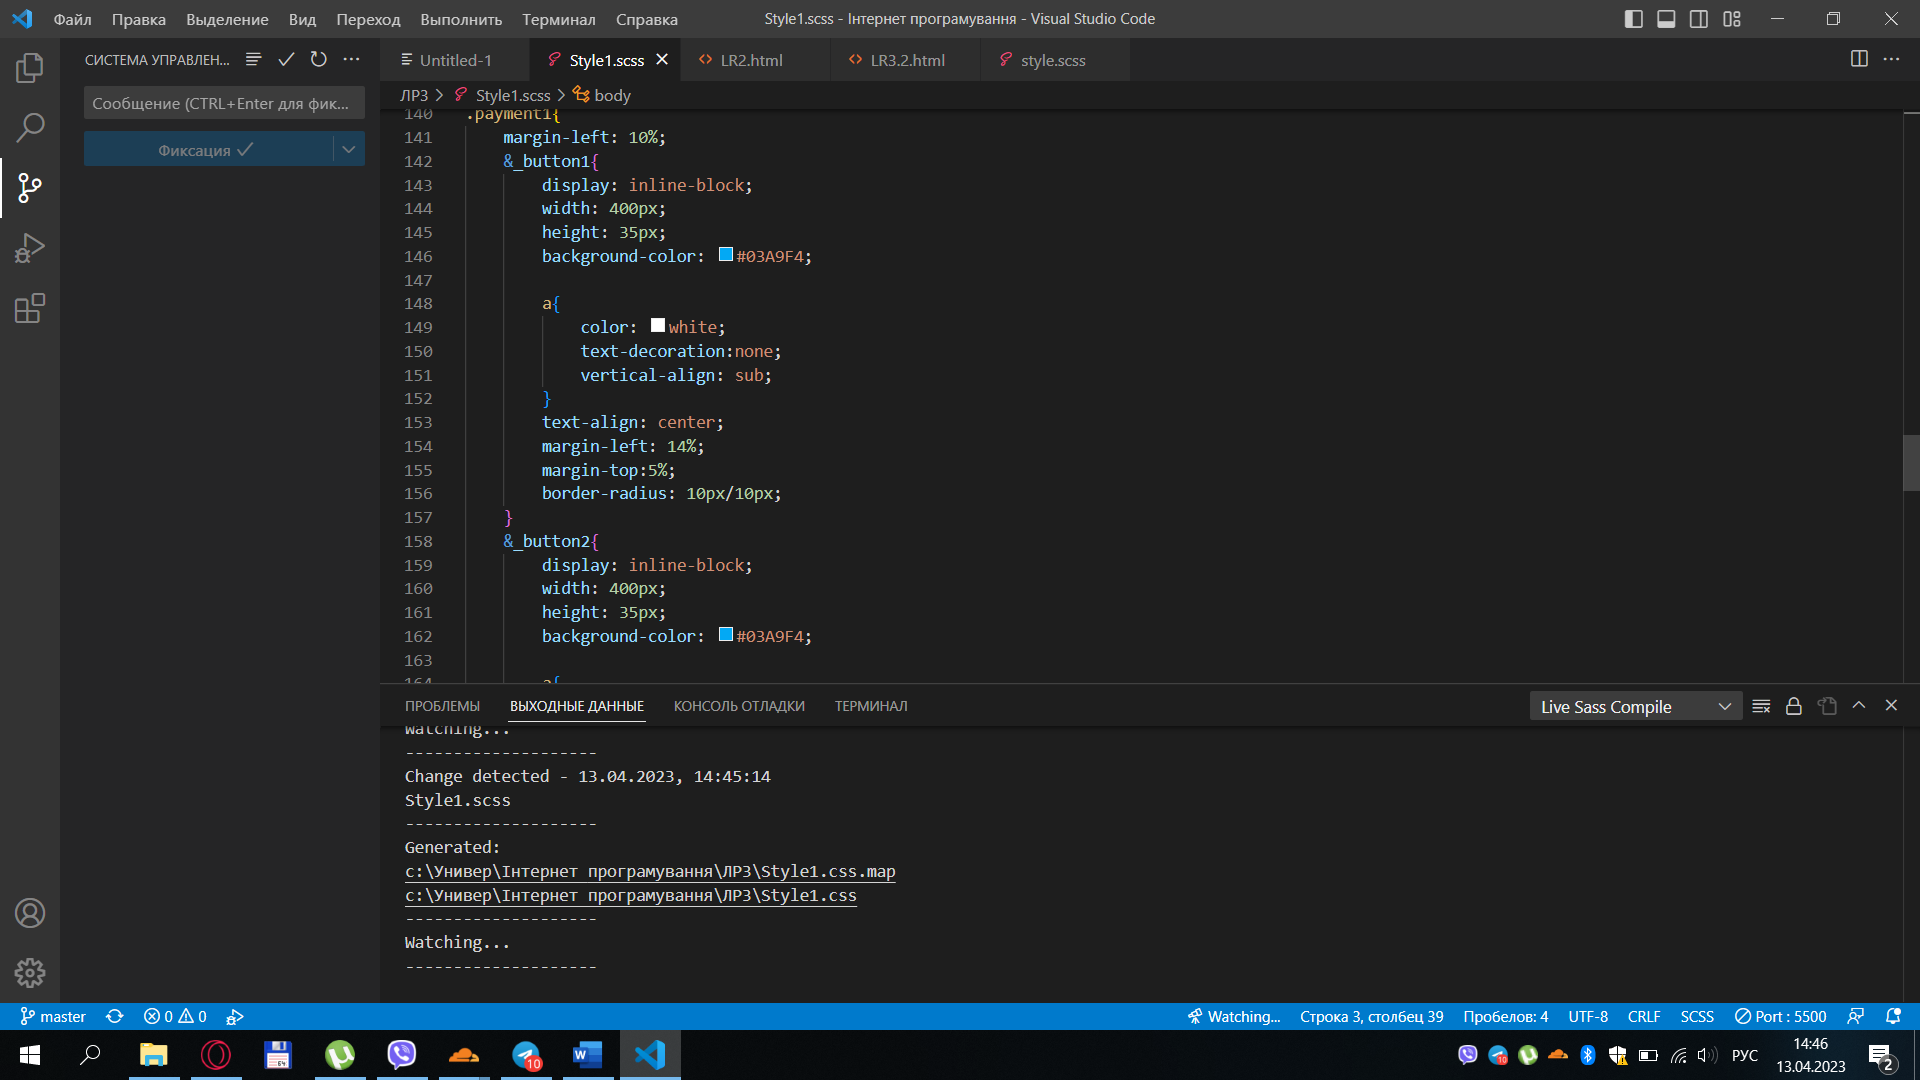 Файл Правка Выделение Вид Переход Выполнить Терминал Справка
Style1.scss - Інтернет програмування - Visual Studio Code
СИСТЕМА УПРАВЛЕН...
Untitled-1
Style1.scss
LR2.html
LR3.2.html
style.scss
Сообщение (CTRL+Enter для фик...
Фиксация
ЛР3 > Style1.scss > body
140 .payment1{
141 margin-left: 10%;
142 &_button1{
143 display: inline-block;
144 width: 400px;
145 height: 35px;
146 background-color: #03A9F4;
147
148 a{
149 color: white;
150 text-decoration:none;
151 vertical-align: sub;
152 }
153 text-align: center;
154 margin-left: 14%;
155 margin-top:5%;
156 border-radius: 10px/10px;
157 }
158 &_button2{
159 display: inline-block;
160 width: 400px;
161 height: 35px;
162 background-color: #03A9F4;
163
164 a{
ПРОБЛЕМЫ ВЫХОДНЫЕ ДАННЫЕ КОНСОЛЬ ОТЛАДКИ ТЕРМИНАЛ
Live Sass Compile
Watching...
--------------------
Change detected - 13.04.2023, 14:45:14
Style1.scss
--------------------
Generated:
c:\Универ\Інтернет програмування\ЛР3\Style1.css.map
c:\Универ\Інтернет програмування\ЛР3\Style1.css
--------------------
Watching...
--------------------
master 0 0
Watching... Строка 3, столбец 39 Пробелов: 4 UTF-8 CRLF SCSS Port : 5500
64
10
W
10
РУС
14:46
13.04.2023
2